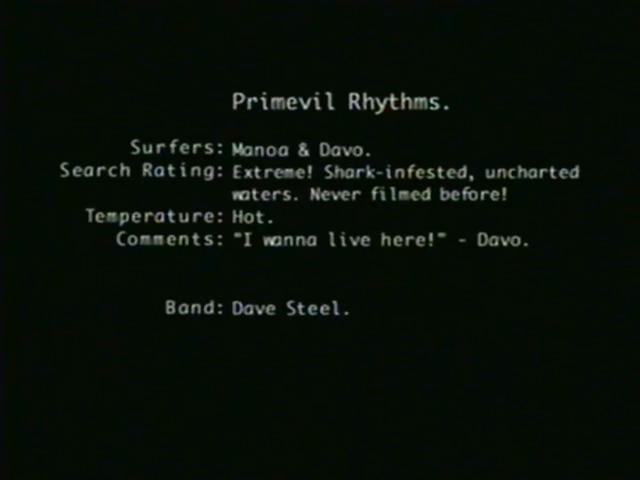 Primevil Rhythms.
Surfers: Manoa & Davo.
Search Rating: Extreme! Shark-infested, uncharted
waters. Never filmed before!
Temperature: Hot.
Comments: "I wanna live here!" - Davo.
Band: Dave Steel.